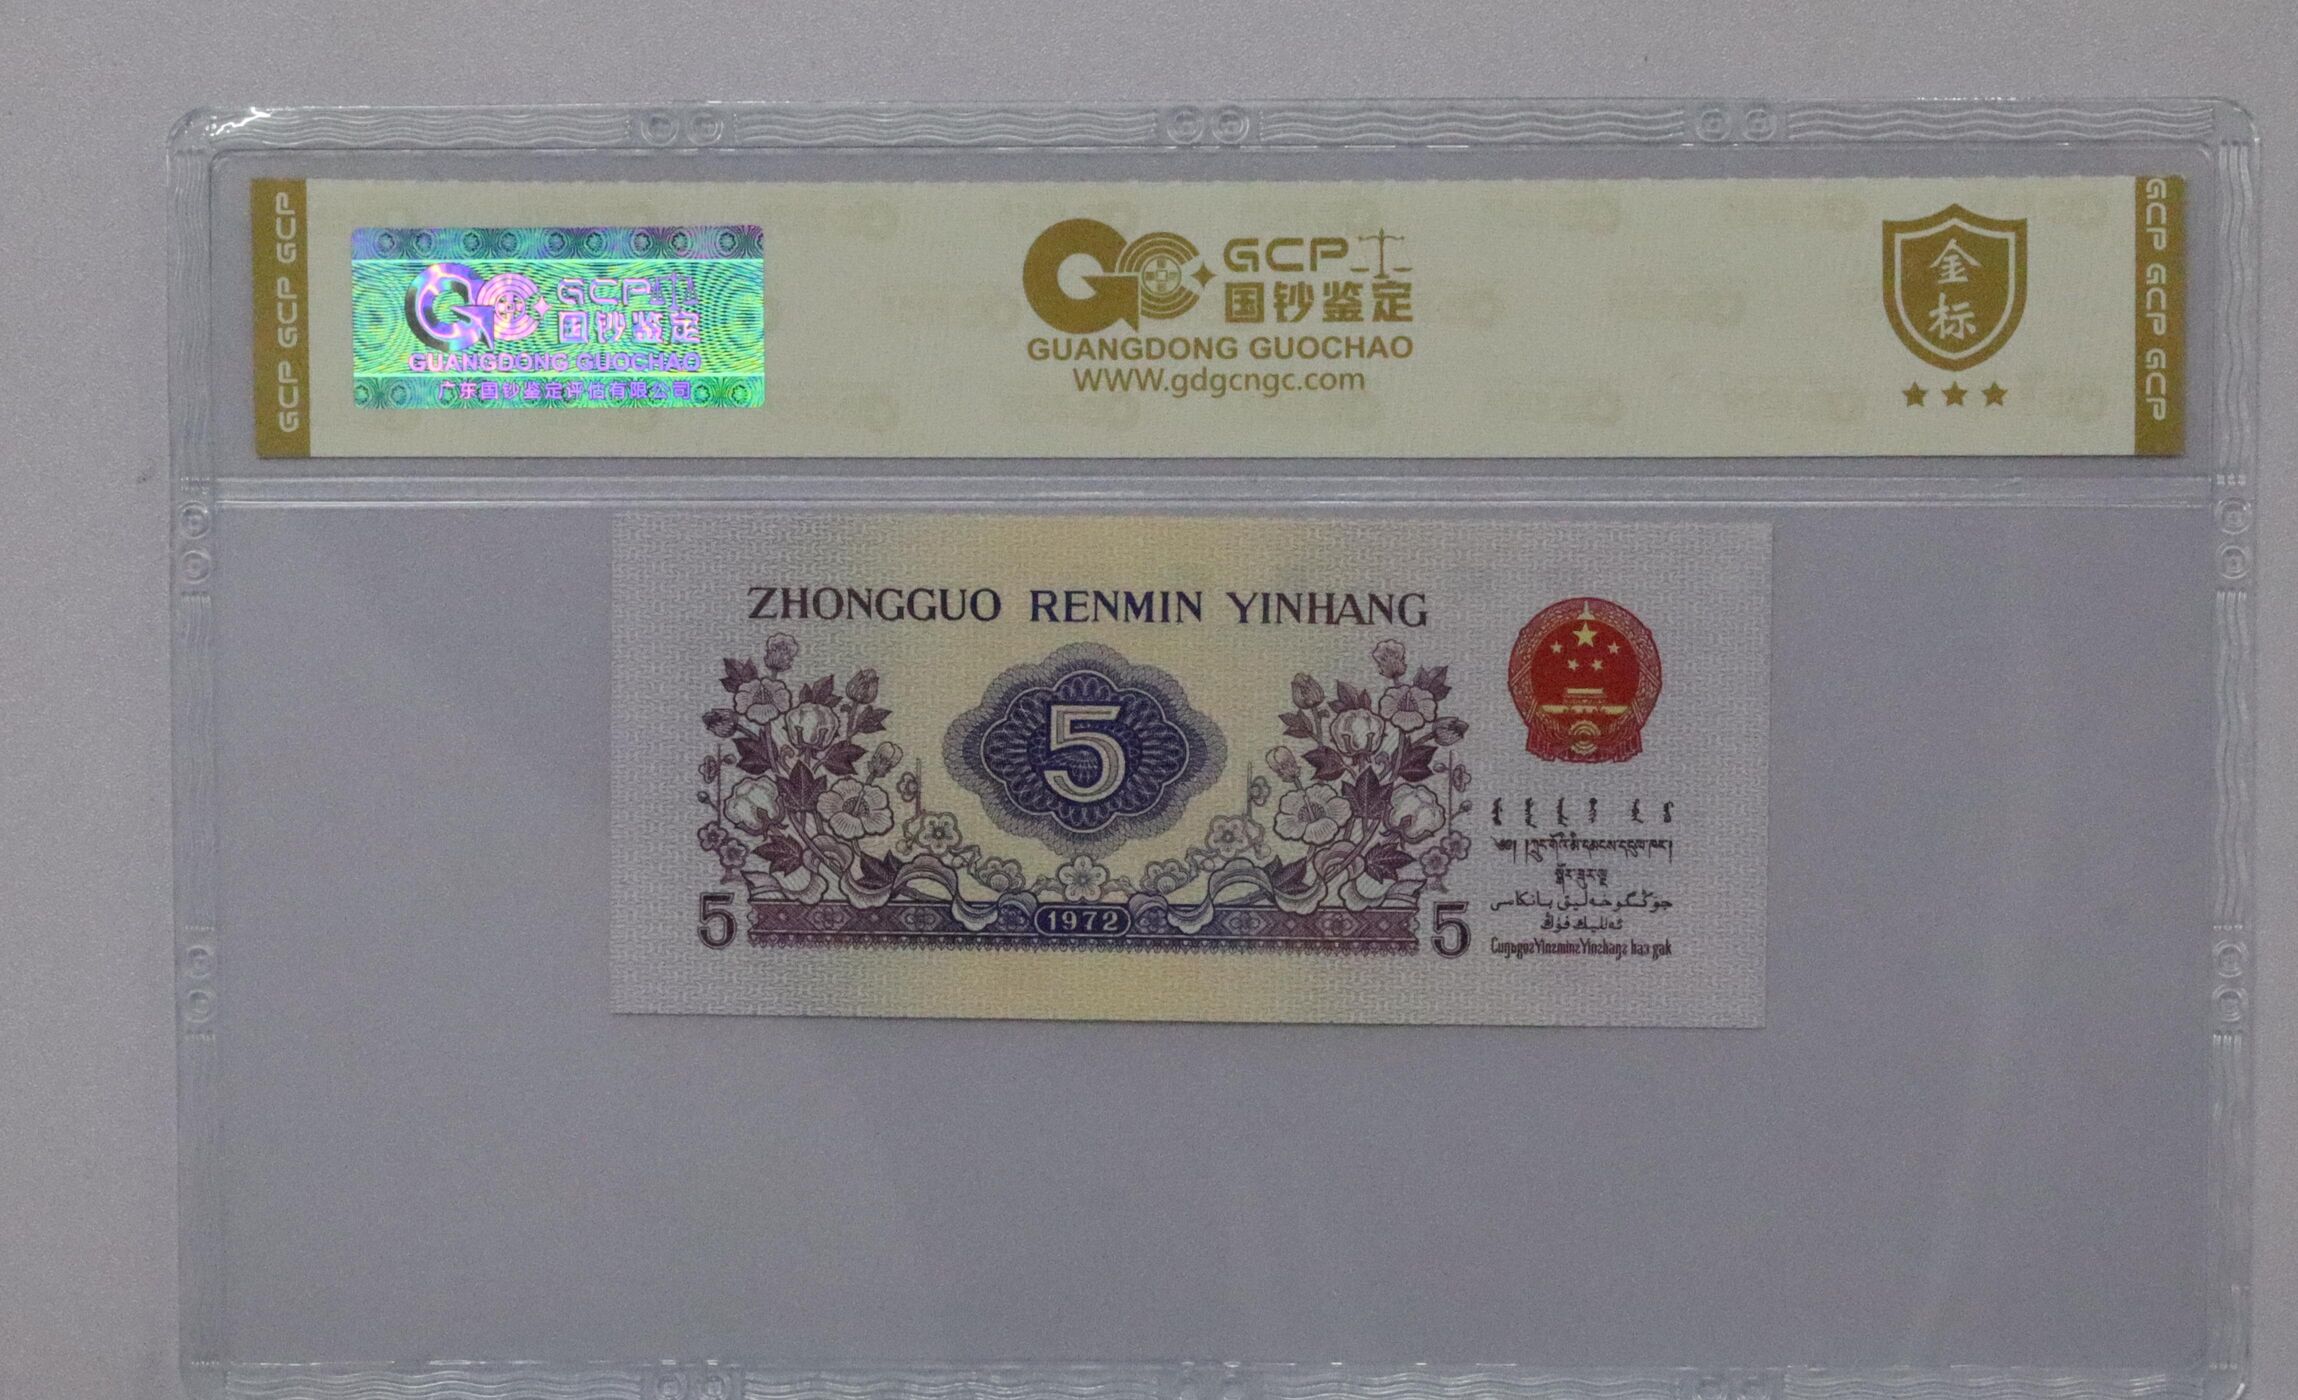 GCP GCP GCP
GCP
国钞鉴定
GUANGDONG GUOCHAO
广东国钞鉴定评估有限公司
GCP
国钞鉴定
GUANGDONG GUOCHAO
WWW.gdgcngc.com
金
标
GCP GCP GCP
ZHONGGUO RENMIN YINHANG
5
5
1972
5